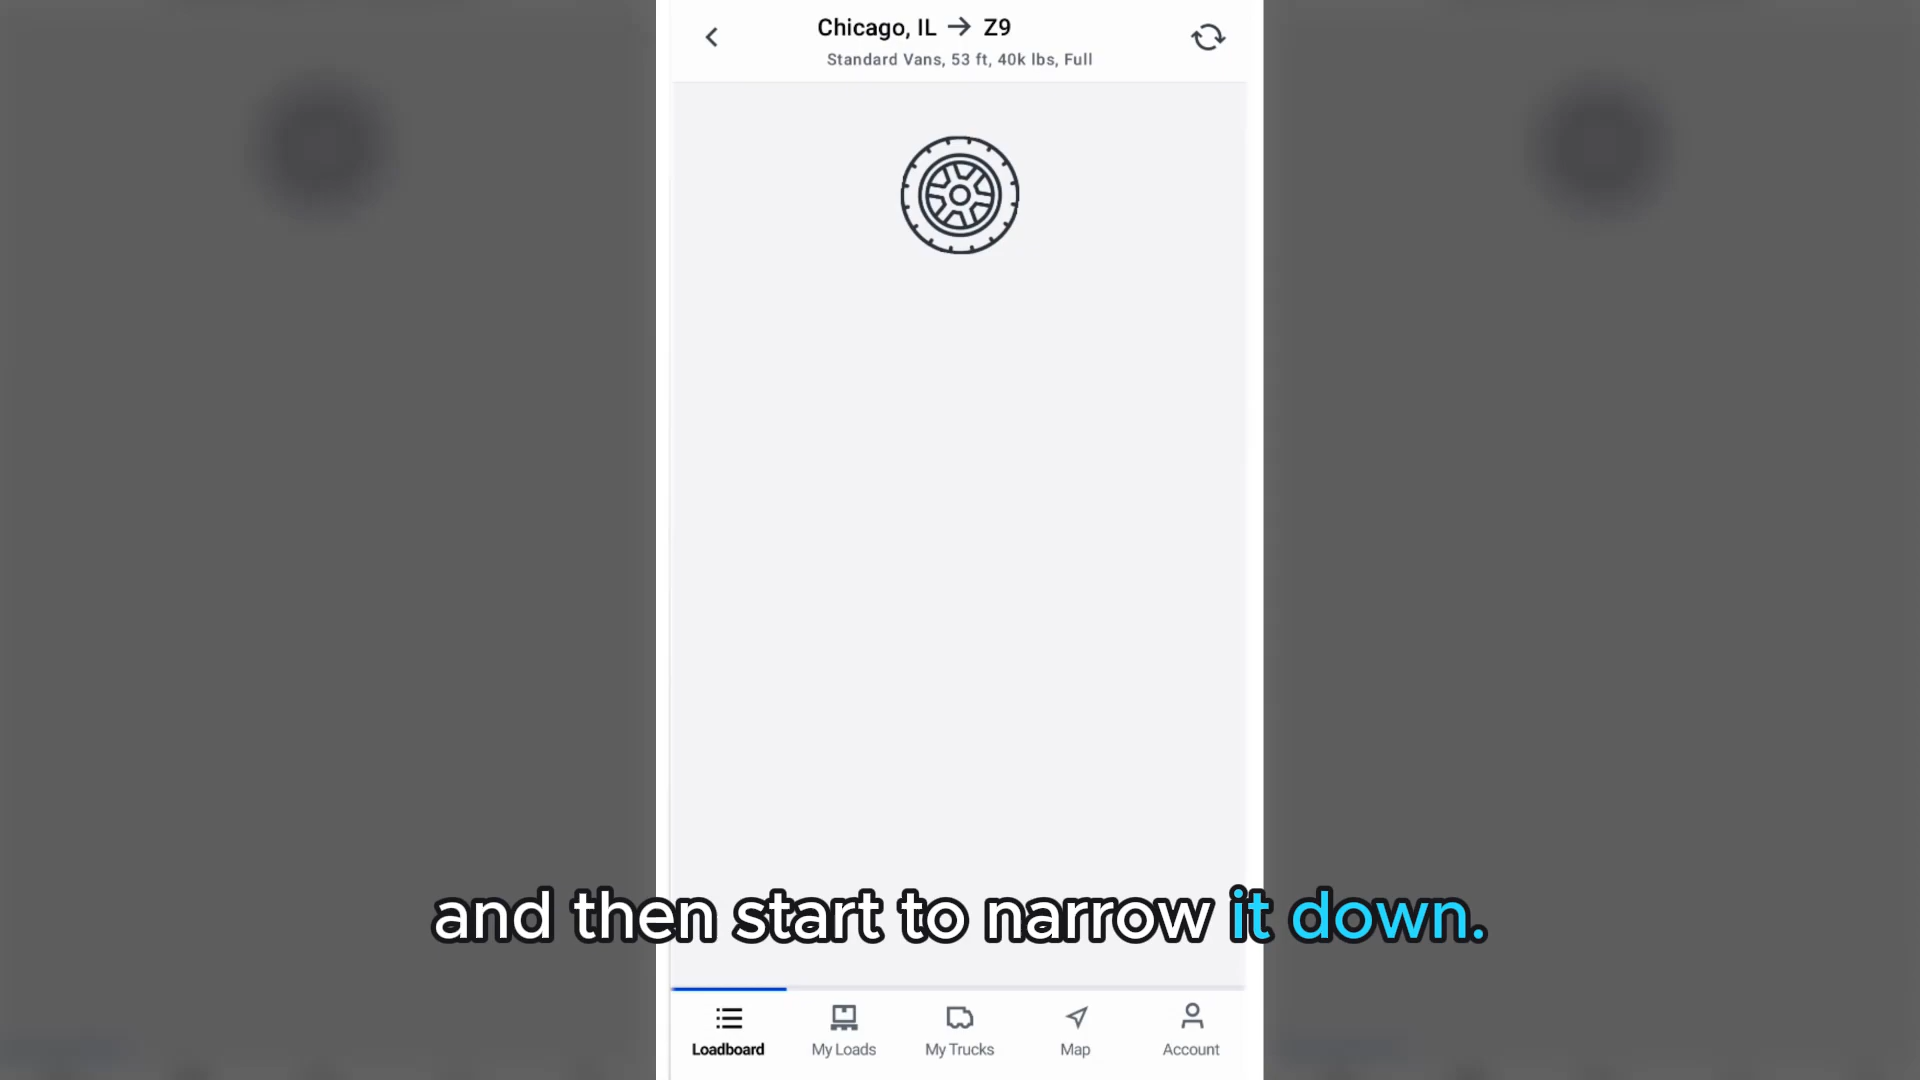 Chicago, IL → Z9
Standard Vans, 53 ft, 40k lbs, Full
and then start to narrow it down.
Loadboard
My Loads
My Trucks
Map
Account